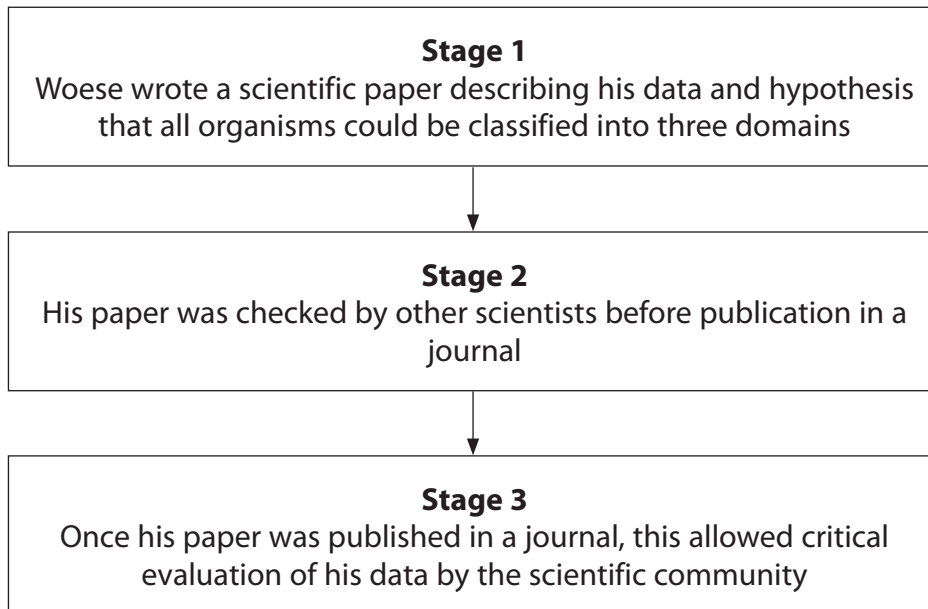 Stage 1
Woese wrote a scientific paper describing his data and hypothesis
that all organisms could be classified into three domains
Stage 2
His paper was checked by other scientists before publication in a
journal
Stage 3
Once his paper was published in a journal, this allowed critical
evaluation of his data by the scientific community